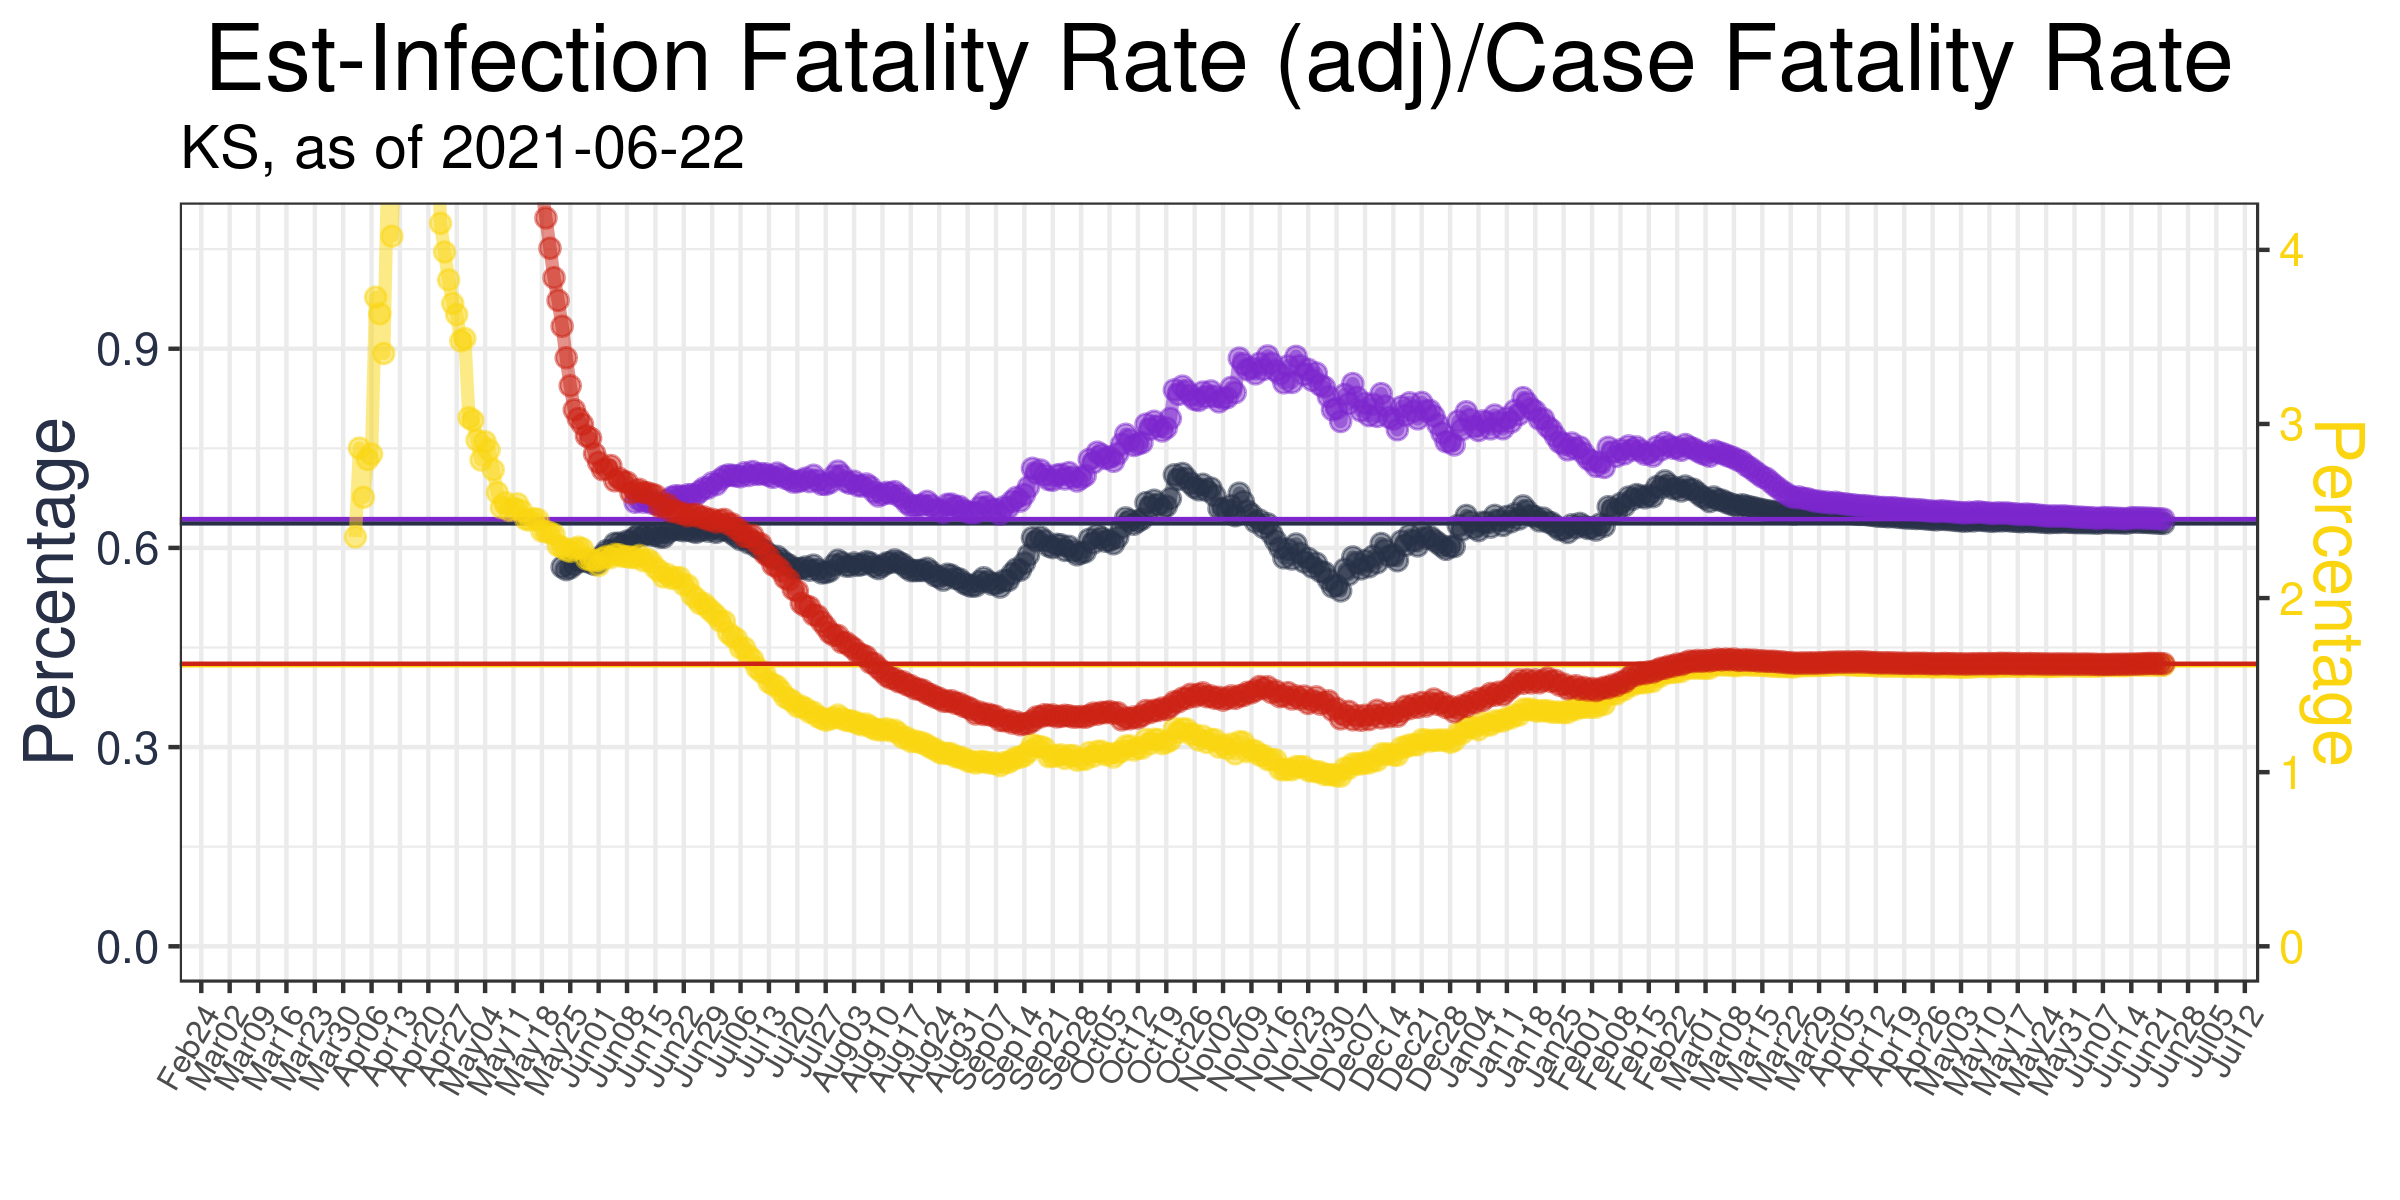 Est-Infection Fatality Rate (adj)/Case Fatality Rate
KS, as of 2021-06-22
Percentage
0.9
0.6
0.3
0.0
4
3
2
1
0
Percentage
Feb24
Mar02
Mar09
Mar16
Mar23
Mar30
Apr06
Apr13
Apr20
Apr27
May04
May11
May18
May25
Jun01
Jun08
Jun15
Jun22
Jun29
Jul06
Jul13
Jul20
Jul27
Aug03
Aug10
Aug17
Aug24
Aug31
Sep07
Sep14
Sep21
Sep28
Oct05
Oct12
Oct19
Oct26
Nov02
Nov09
Nov16
Nov23
Nov30
Dec07
Dec14
Dec21
Dec28
Jan04
Jan11
Jan18
Jan25
Feb01
Feb08
Feb15
Feb22
Mar01
Mar08
Mar15
Mar22
Mar29
Apr05
Apr12
Apr19
Apr26
May03
May10
May17
May24
May31
Jun07
Jun14
Jun21
Jun28
Jul05
Jul12